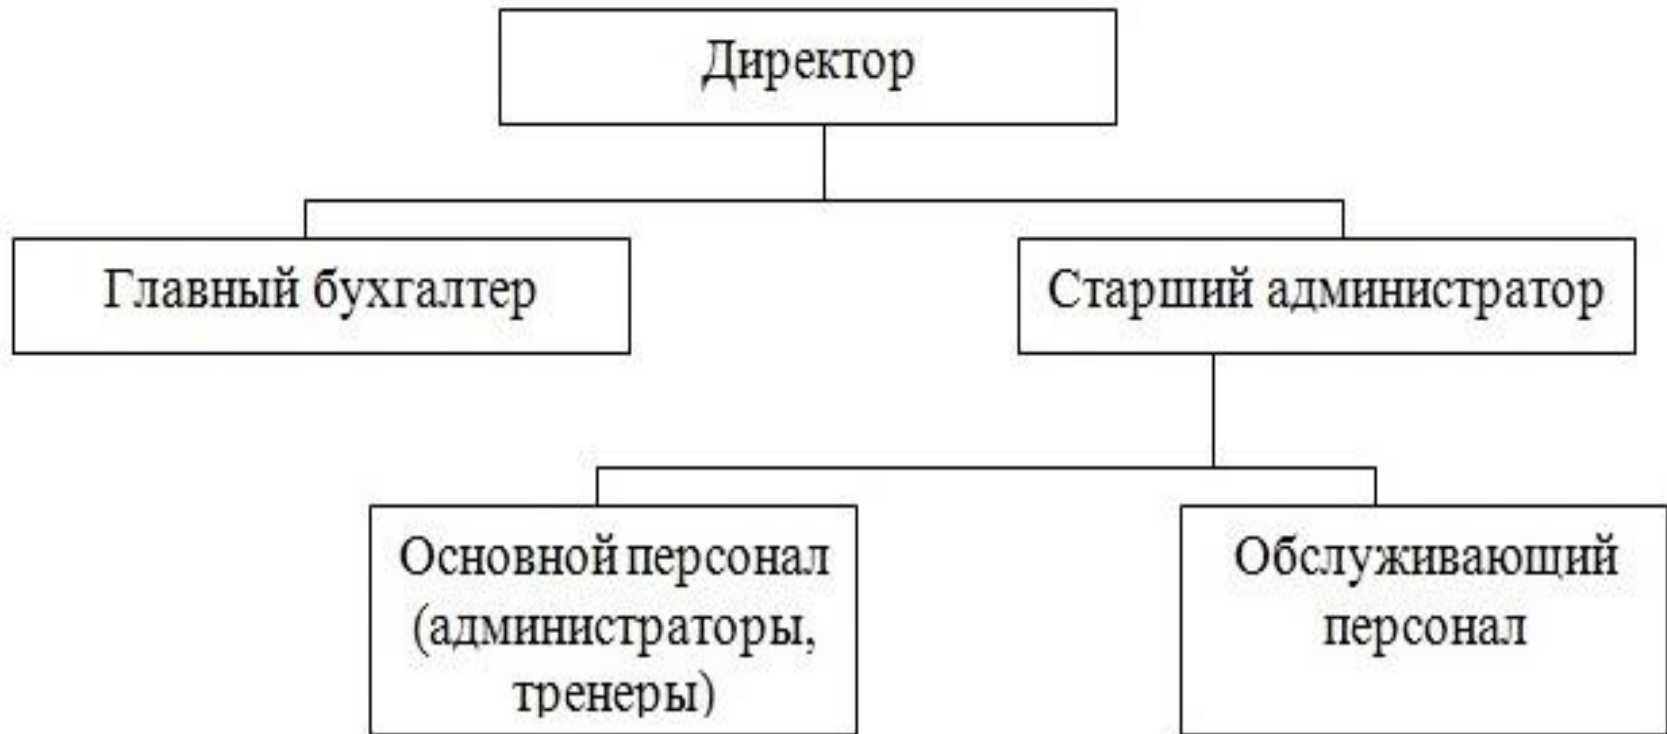 Директор
Главный бухгалтер
Старший администратор
Основной персонал
(администраторы,
тренеры)
Обслуживающий
персонал